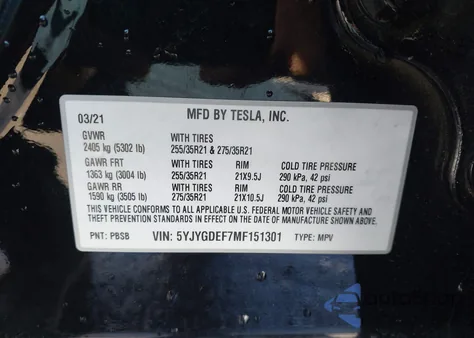 03/21 MFD BY TESLA, INC.
GVWR WITH TIRES
2405 kg (5302 lb) 255/35R21 & 275/35R21
GAWR FRT WITH TIRES RIM COLD TIRE PRESSURE
1363 kg (3004 lb) 255/35R21 21X9.5J 290 kPa, 42 psi
GAWR RR WITH TIRES RIM COLD TIRE PRESSURE
1590 kg (3505 lb) 275/35R21 21X10.5J 290 kPa, 42 psi
THIS VEHICLE CONFORMS TO ALL APPLICABLE U.S. FEDERAL MOTOR VEHICLE SAFETY AND
THEFT PREVENTION STANDARDS IN EFFECT ON THE DATE OF MANUFACTURE SHOWN ABOVE.
PNT: PBSB VIN: 5YJYGDEF7MF151301 TYPE: MPV